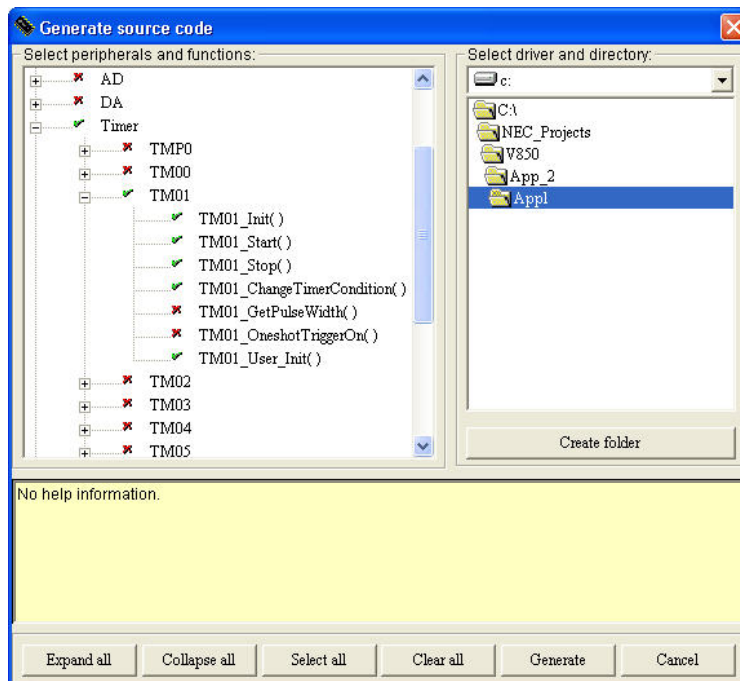 Generate source code
Select peripherals and functions:
AD
DA
Timer
TMP0
TM00
TM01
TM01_Init( )
TM01_Start( )
TM01_Stop( )
TM01_ChangeTimerCondition( )
TM01_GetPulseWidth( )
TM01_OneshotTriggerOn( )
TM01_User_Init( )
TM02
TM03
TM04
TM05
Select driver and directory:
c:
C:\
NEC_Projects
V850
App_2
Appl
Create folder
No help information.
Expand all Collapse all Select all Clear all Generate Cancel